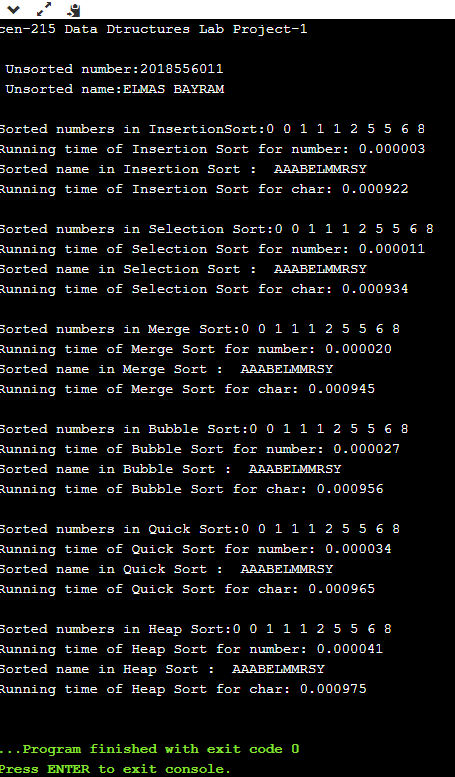 cen-215 Data Dtructures Lab Project-1
Unsorted number:2018556011
Unsorted name:ELMAS BAYRAM
Sorted numbers in InsertionSort:0 0 1 1 1 2 5 5 6 8
Running time of Insertion Sort for number: 0.000003
Sorted name in Insertion Sort :  AAABELMMRSY
Running time of Insertion Sort for char: 0.000922
Sorted numbers in Selection Sort:0 0 1 1 1 2 5 5 6 8
Running time of Selection Sort for number: 0.000011
Sorted name in Selection Sort :  AAABELMMRSY
Running time of Selection Sort for char: 0.000934
Sorted numbers in Merge Sort:0 0 1 1 1 2 5 5 6 8
Running time of Merge Sort for number: 0.000020
Sorted name in Merge Sort :  AAABELMMRSY
Running time of Merge Sort for char: 0.000945
Sorted numbers in Bubble Sort:0 0 1 1 1 2 5 5 6 8
Running time of Bubble Sort for number: 0.000027
Sorted name in Bubble Sort :  AAABELMMRSY
Running time of Bubble Sort for char: 0.000956
Sorted numbers in Quick Sort:0 0 1 1 1 2 5 5 6 8
Running time of Quick Sort for number: 0.000034
Sorted name in Quick Sort :  AAABELMMRSY
Running time of Quick Sort for char: 0.000965
Sorted numbers in Heap Sort:0 0 1 1 1 2 5 5 6 8
Running time of Heap Sort for number: 0.000041
Sorted name in Heap Sort :  AAABELMMRSY
Running time of Heap Sort for char: 0.000975
...Program finished with exit code 0
Press ENTER to exit console.